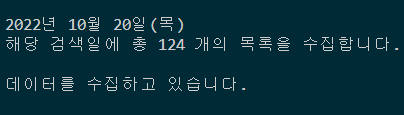 2022년 10월 20일(목)
해당 검색일에 총 124 개의 목록을 수집합니다.
데이터를 수집하고 있습니다.